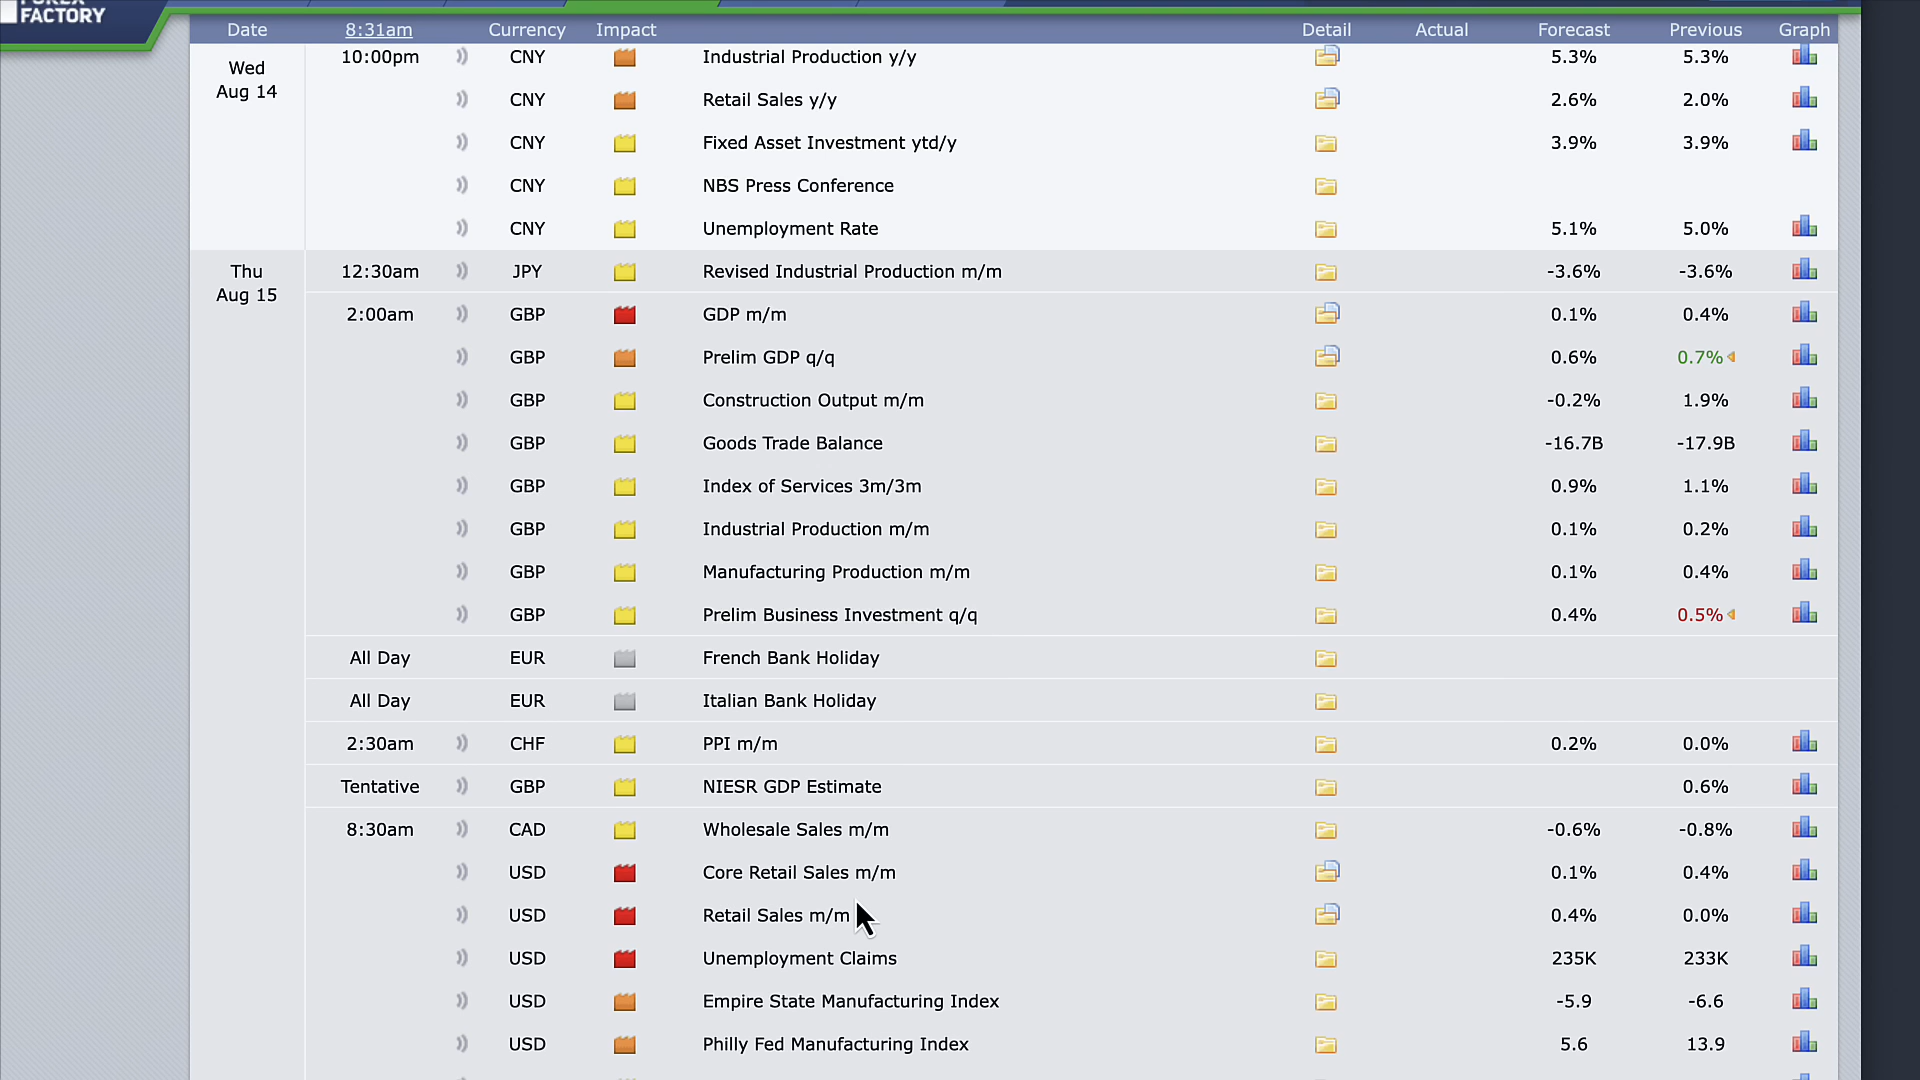 FOREX
FACTORY
Date 8:31am Currency Impact Detail Actual Forecast Previous Graph
Wed
Aug 14
10:00pm CNY Industrial Production y/y 5.3% 5.3%
CNY Retail Sales y/y 2.6% 2.0%
CNY Fixed Asset Investment ytd/y 3.9% 3.9%
CNY NBS Press Conference
CNY Unemployment Rate 5.1% 5.0%
Thu
Aug 15
12:30am JPY Revised Industrial Production m/m -3.6% -3.6%
2:00am GBP GDP m/m 0.1% 0.4%
GBP Prelim GDP q/q 0.6% 0.7%
GBP Construction Output m/m -0.2% 1.9%
GBP Goods Trade Balance -16.7B -17.9B
GBP Index of Services 3m/3m 0.9% 1.1%
GBP Industrial Production m/m 0.1% 0.2%
GBP Manufacturing Production m/m 0.1% 0.4%
GBP Prelim Business Investment q/q 0.4% 0.5%
All Day EUR French Bank Holiday
All Day EUR Italian Bank Holiday
2:30am CHF PPI m/m 0.2% 0.0%
Tentative GBP NIESR GDP Estimate 0.6%
8:30am CAD Wholesale Sales m/m -0.6% -0.8%
USD Core Retail Sales m/m 0.1% 0.4%
USD Retail Sales m/m 0.4% 0.0%
USD Unemployment Claims 235K 233K
USD Empire State Manufacturing Index -5.9 -6.6
USD Philly Fed Manufacturing Index 5.6 13.9